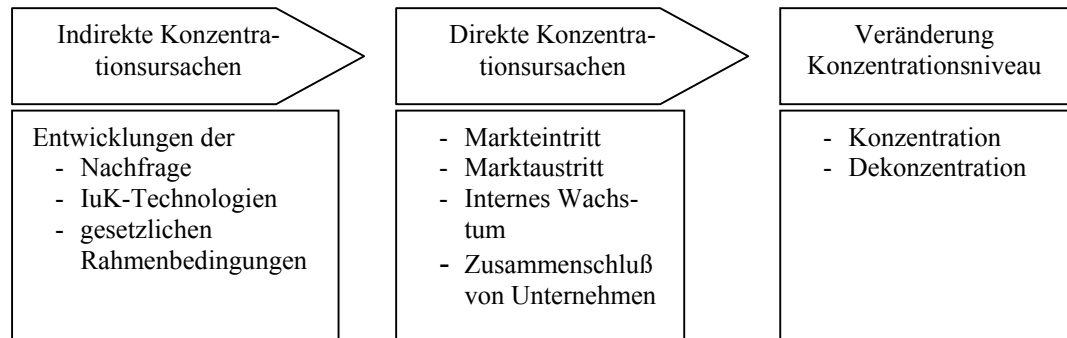 Indirekte Konzentra-
tionsursachen
Entwicklungen der
- Nachfrage
- IuK-Technologien
- gesetzlichen
Rahmenbedingungen
Direkte Konzentra-
tionsursachen
- Markteintritt
- Marktaustritt
- Internes Wachs-
tum
- Zusammenschluß
von Unternehmen
Veränderung
Konzentrationsniveau
- Konzentration
- Dekonzentration